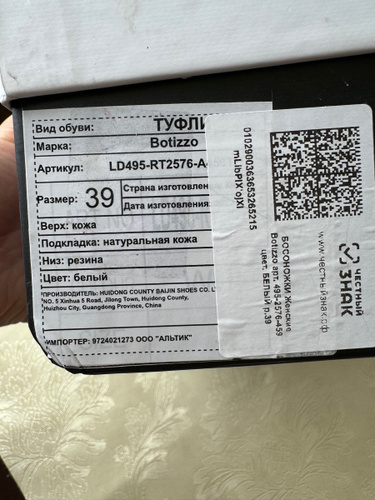 Вид обуви: ТУФЛИ
Марка: Botizzo
Артикул: LD495-RT2576-A
Размер: 39
Страна изготовлен
Дата изготовления
Верх: кожа
Подкладка: натуральная кожа
Низ: резина
Цвет: белый
ПРОИЗВОДИТЕЛЬ: HUIDONG COUNTY BAIJIN SHOES CO. L
NO. 5 Xinhua 5 Road, Jilong Town, Huidong County,
Huizhou City, Guangdong Province, China
ИМПОРТЕР: 9724021273 ООО "АЛЬТИК"
0102900363653265215
БОСОНОЖКИ Женские
Botizzo арт. 495-2576-459
цвет. БЕЛЫЙ р.39
www.честныйзнак.рф
ЧЕСТНЫЙ
ЗНАК